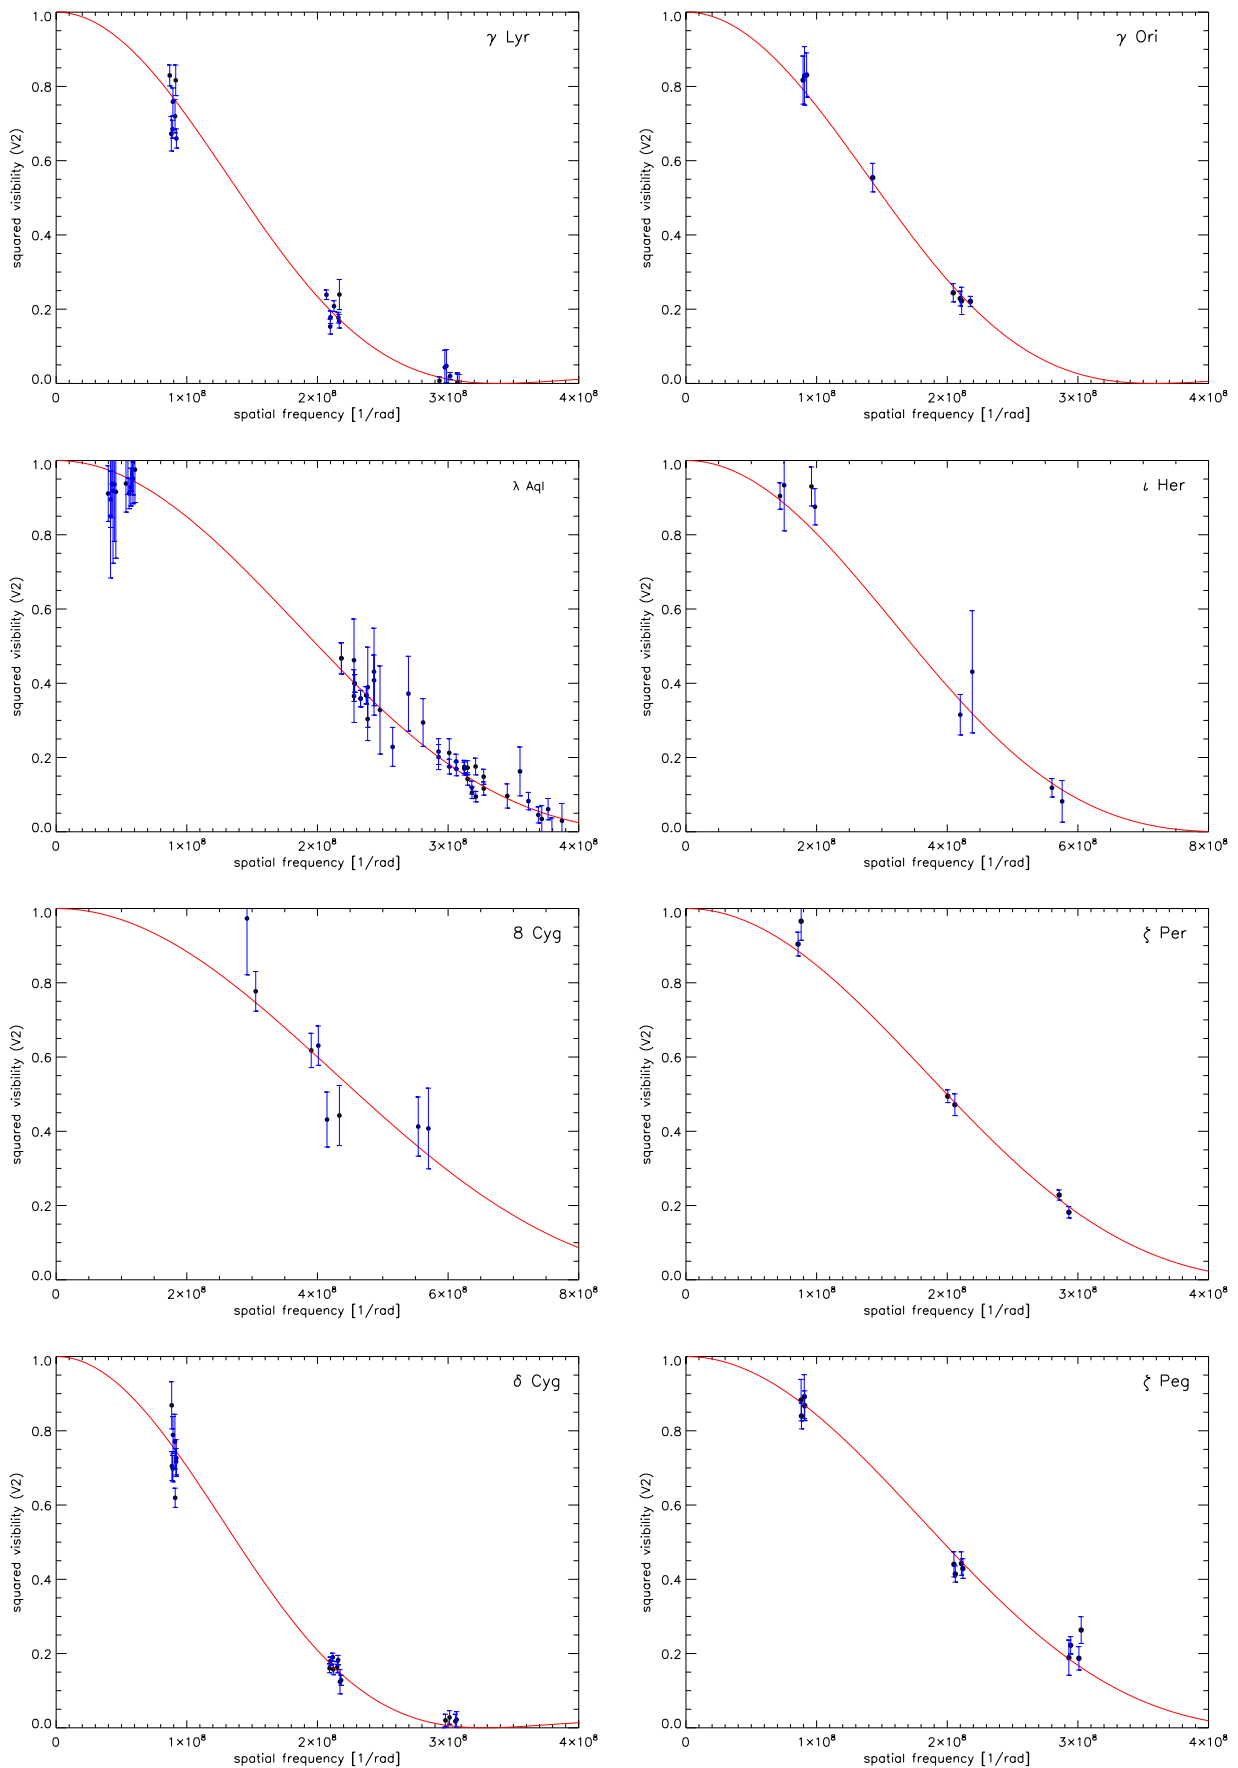 γ Lyr
squared visibility (V2)
1.0
0.8
0.6
0.4
0.2
0.0
0 1×10⁸ 2×10⁸ 3×10⁸ 4×10⁸
spatial frequency [1/rad]
γ Ori
squared visibility (V2)
1.0
0.8
0.6
0.4
0.2
0.0
0 1×10⁸ 2×10⁸ 3×10⁸ 4×10⁸
spatial frequency [1/rad]
λ Aql
squared visibility (V2)
1.0
0.8
0.6
0.4
0.2
0.0
0 1×10⁸ 2×10⁸ 3×10⁸ 4×10⁸
spatial frequency [1/rad]
ι Her
squared visibility (V2)
1.0
0.8
0.6
0.4
0.2
0.0
0 2×10⁸ 4×10⁸ 6×10⁸ 8×10⁸
spatial frequency [1/rad]
8 Cyg
squared visibility (V2)
1.0
0.8
0.6
0.4
0.2
0.0
0 2×10⁸ 4×10⁸ 6×10⁸ 8×10⁸
spatial frequency [1/rad]
ζ Per
squared visibility (V2)
1.0
0.8
0.6
0.4
0.2
0.0
0 1×10⁸ 2×10⁸ 3×10⁸ 4×10⁸
spatial frequency [1/rad]
δ Cyg
squared visibility (V2)
1.0
0.8
0.6
0.4
0.2
0.0
0 1×10⁸ 2×10⁸ 3×10⁸ 4×10⁸
spatial frequency [1/rad]
ζ Peg
squared visibility (V2)
1.0
0.8
0.6
0.4
0.2
0.0
0 1×10⁸ 2×10⁸ 3×10⁸ 4×10⁸
spatial frequency [1/rad]